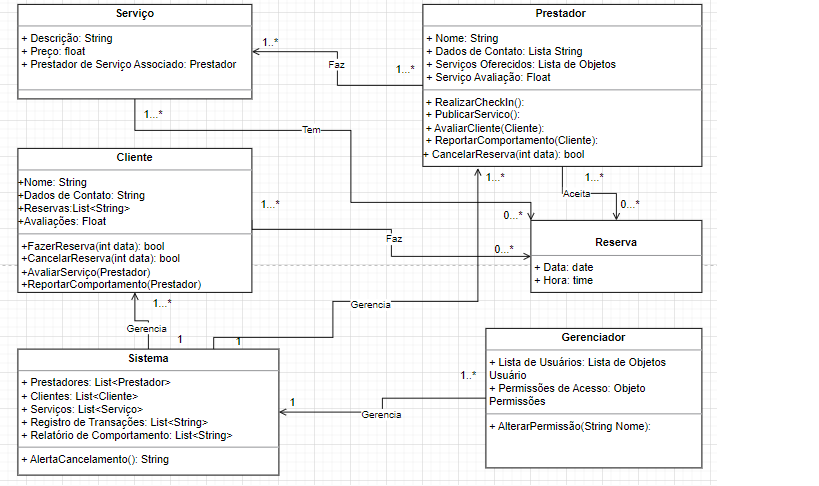 Serviço
+ Descrição: String
+ Preço: float
+ Prestador de Serviço Associado: Prestador
1..*
Faz
1...*
Prestador
+ Nome: String
+ Dados de Contato: Lista String
+ Serviços Oferecidos: Lista de Objetos
+ Serviço Avaliação: Float
+ RealizarCheckIn():
+ PublicarServico():
+ AvaliarCliente(Cliente):
+ ReportarComportamento(Cliente):
+ CancelarReserva(int data): bool
1...*
Tem
0...*
1...*
1...*
Aceita
0...*
Cliente
+Nome: String
+Dados de Contato: String
+Reservas:List<String>
+Avaliações: Float
+FazerReserva(int data): bool
+CancelarReserva(int data): bool
+AvaliarServiço(Prestador)
+ReportarComportamento(Prestador)
1...*
Faz
0...*
Reserva
+ Data: date
+ Hora: time
1...*
Gerencia
1
1
Gerencia
Sistema
+ Prestadores: List<Prestador>
+ Clientes: List<Cliente>
+ Serviços: List<Serviço>
+ Registro de Transações: List<String>
+ Relatório de Comportamento: List<String>
+ AlertaCancelamento(): String
1
Gerencia
1..*
Gerenciador
+ Lista de Usuários: Lista de Objetos
Usuário
+ Permissões de Acesso: Objeto
Permissões
+ AlterarPermissão(String Nome):